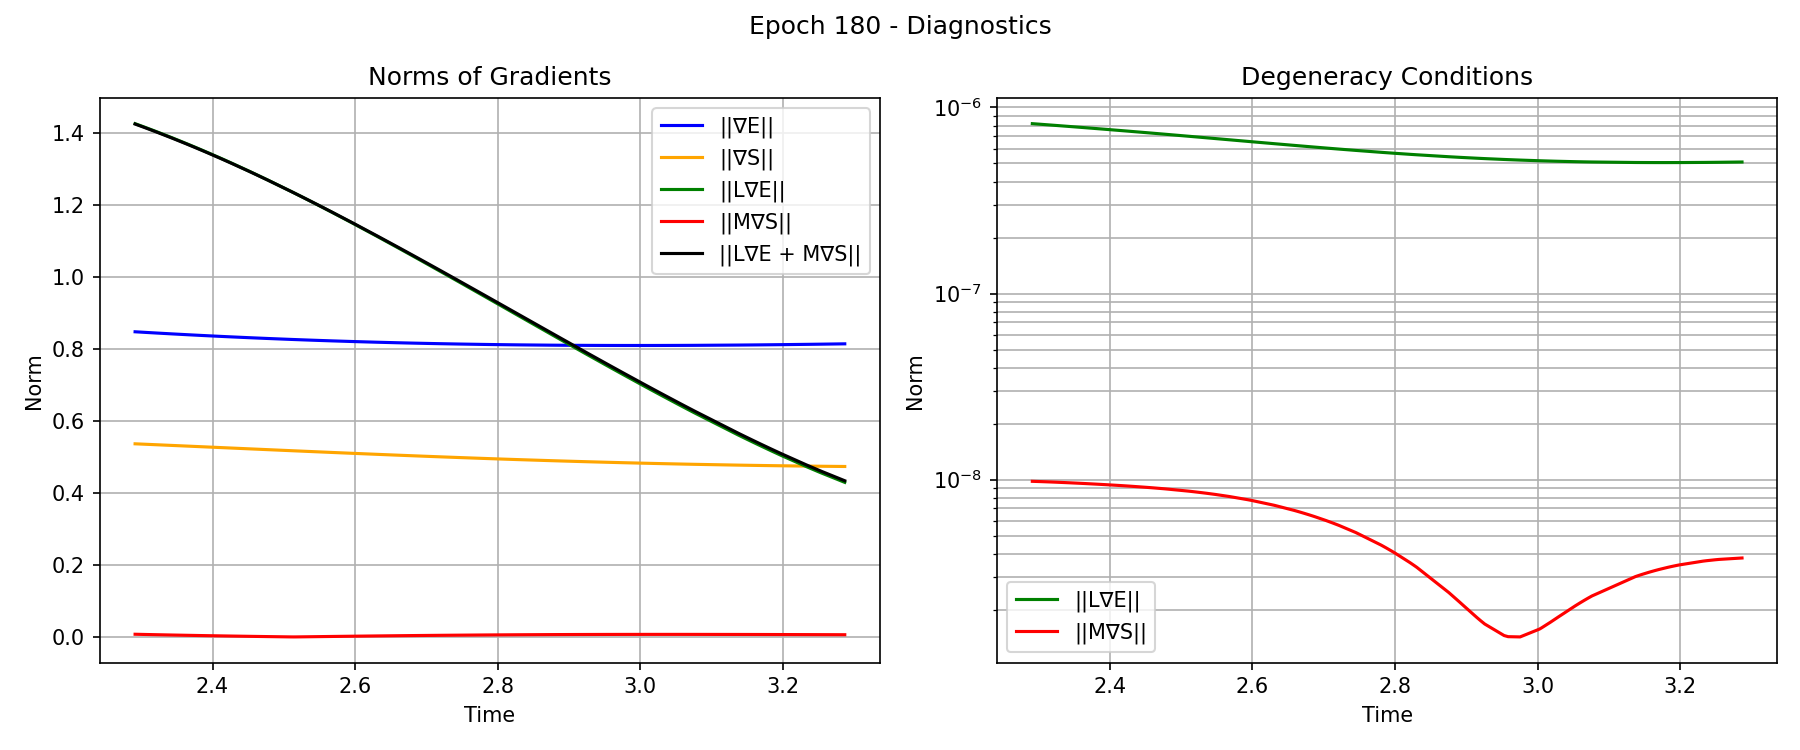 Epoch 180 - Diagnostics
Norms of Gradients
Norm
1.4
1.2
1.0
0.8
0.6
0.4
0.2
0.0
||∇E||
||∇S||
||L∇E||
||M∇S||
||L∇E + M∇S||
2.4 2.6 2.8 3.0 3.2
Time
Degeneracy Conditions
Norm
10⁻⁶
10⁻⁷
10⁻⁸
||L∇E||
||M∇S||
2.4 2.6 2.8 3.0 3.2
Time